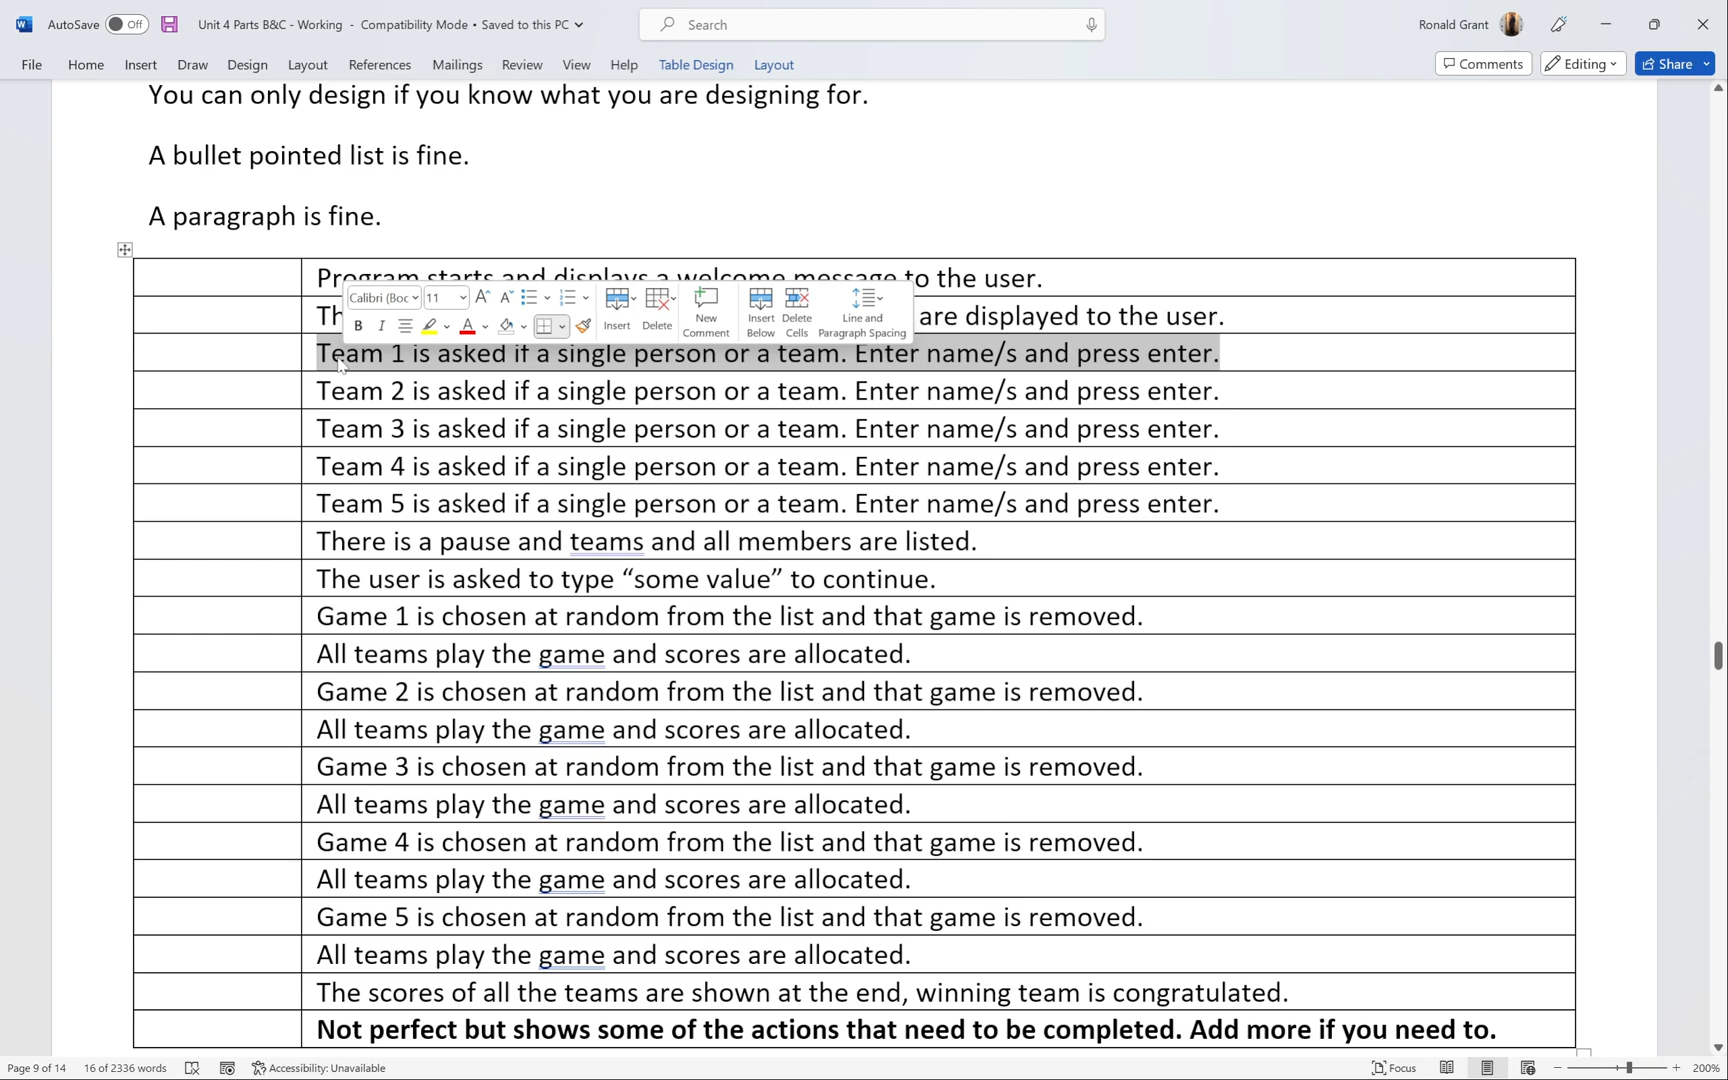 AutoSave Off Unit 4 Parts B&C - Working - Compatibility Mode • Saved to this PC Search Ronald Grant
File Home Insert Draw Design Layout References Mailings Review View Help Table Design Layout Comments Editing Share
You can only design if you know what you are designing for.
A bullet pointed list is fine.
A paragraph is fine.
Program starts and displays a welcome message to the user.
Th are displayed to the user.
Calibri (Boc 11
B I A Insert Delete New Comment Insert Below Delete Cells Line and Paragraph Spacing
Team 1 is asked if a single person or a team. Enter name/s and press enter.
Team 2 is asked if a single person or a team. Enter name/s and press enter.
Team 3 is asked if a single person or a team. Enter name/s and press enter.
Team 4 is asked if a single person or a team. Enter name/s and press enter.
Team 5 is asked if a single person or a team. Enter name/s and press enter.
There is a pause and teams and all members are listed.
The user is asked to type “some value” to continue.
Game 1 is chosen at random from the list and that game is removed.
All teams play the game and scores are allocated.
Game 2 is chosen at random from the list and that game is removed.
All teams play the game and scores are allocated.
Game 3 is chosen at random from the list and that game is removed.
All teams play the game and scores are allocated.
Game 4 is chosen at random from the list and that game is removed.
All teams play the game and scores are allocated.
Game 5 is chosen at random from the list and that game is removed.
All teams play the game and scores are allocated.
The scores of all the teams are shown at the end, winning team is congratulated.
Not perfect but shows some of the actions that need to be completed. Add more if you need to.
Page 9 of 14 16 of 2336 words Accessibility: Unavailable Focus 200%